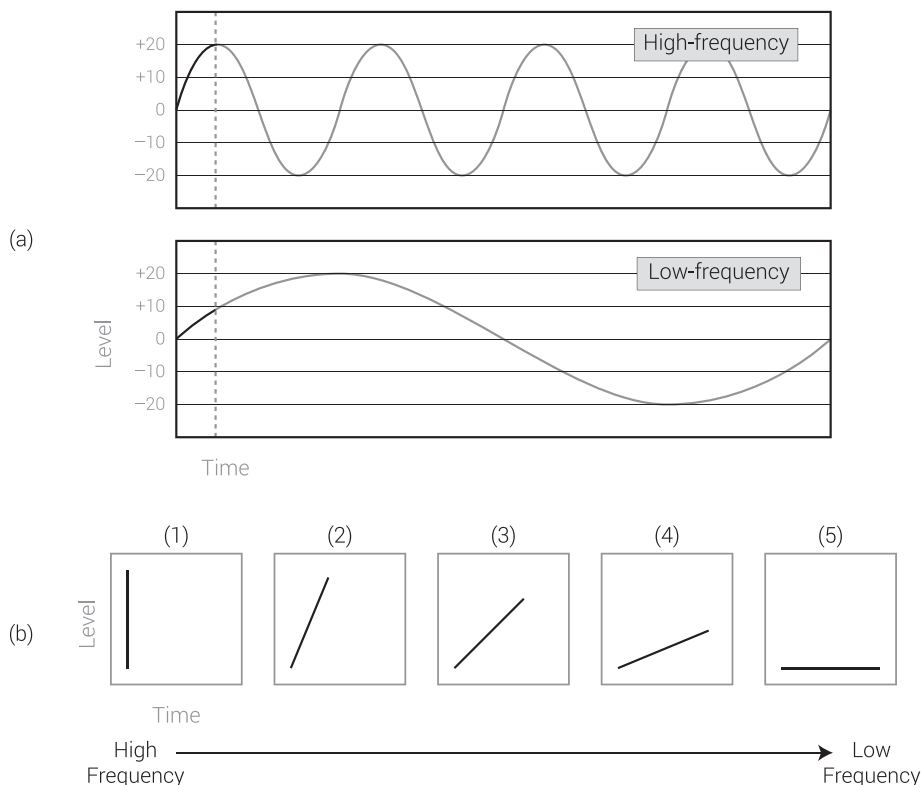 High-frequency
+20
+10
0
−10
−20
(a)
Low-frequency
+20
+10
0
−10
−20
Level
Time
(1) (2) (3) (4) (5)
(b)
Level
Time
High
Frequency
Low
Frequency